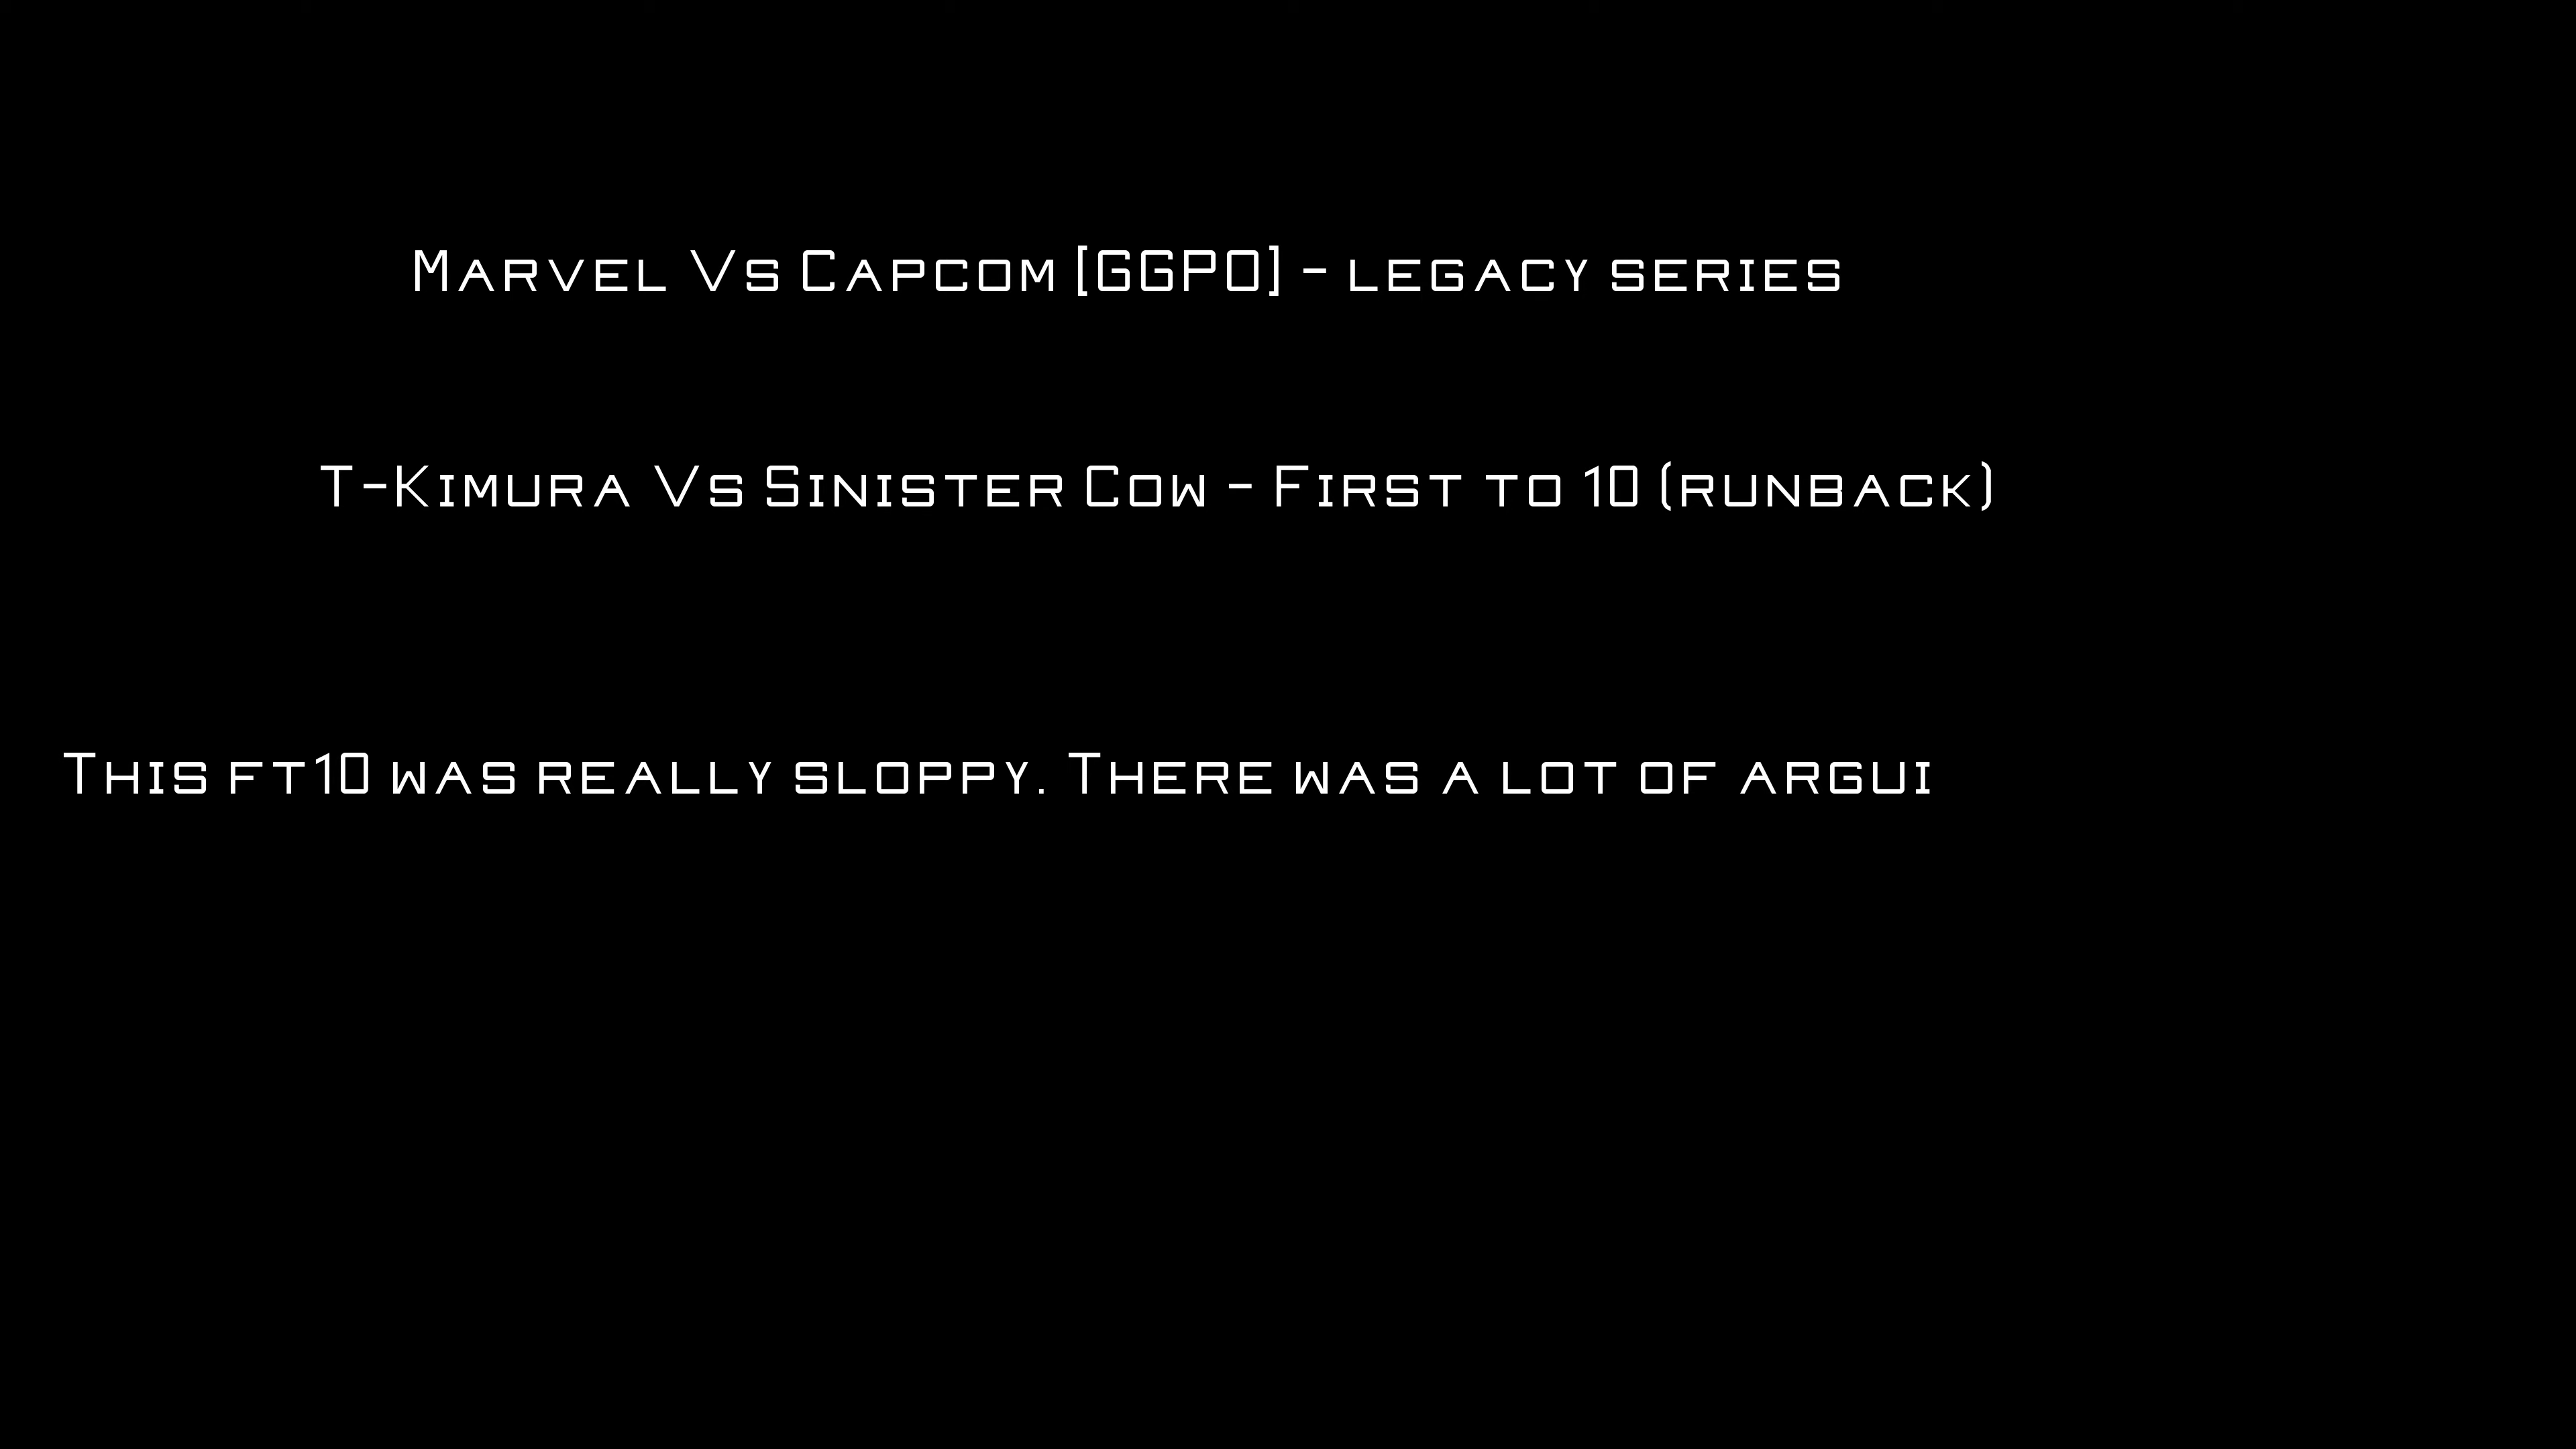 Marvel Vs Capcom [GGPO] - legacy series
T-Kimura Vs Sinister Cow - First to 10 (runback)
This ft10 was really sloppy. There was a lot of argui